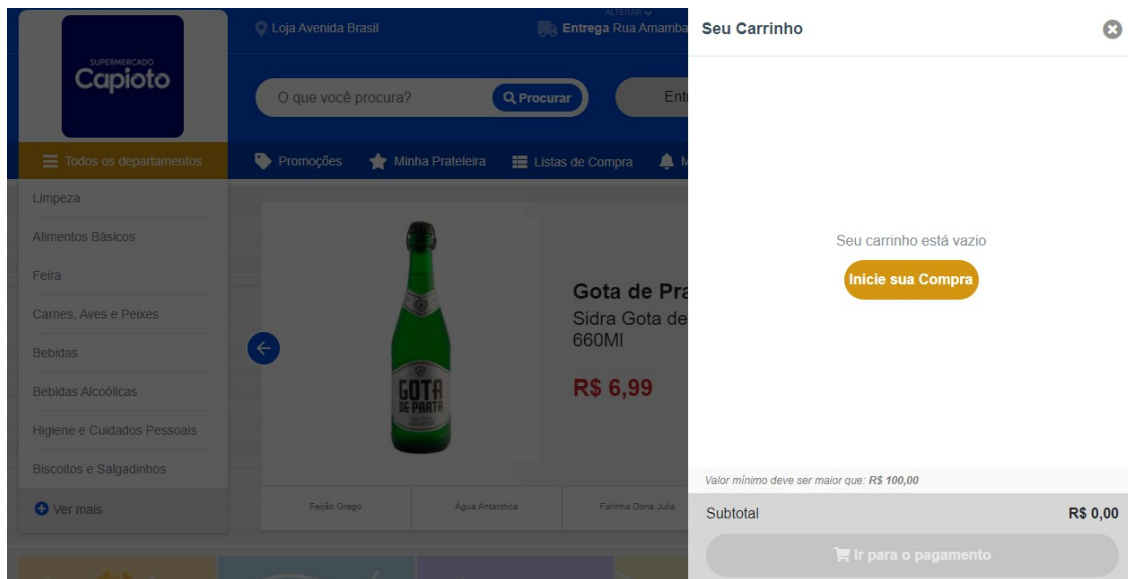 SUPERMERCADO
Capioto
Loja Avenida Brasil
ALTERAR
Entrega Rua Amamba
O que você procura?
Procurar
Todos os departamentos
Promoções
Minha Prateleira
Listas de Compra
Limpeza
Alimentos Básicos
Feira
Carnes, Aves e Peixes
Bebidas
Bebidas Alcoólicas
Higiene e Cuidados Pessoais
Biscoitos e Salgadinhos
Ver mais
GOTA
DE PRATA
Gota de Pra
Sidra Gota de
660Ml
R$ 6,99
Feijão Grego
Água Antarctica
Farinha Dona Julia
Seu Carrinho
Seu carrinho está vazio
Inicie sua Compra
Valor mínimo deve ser maior que: R$ 100,00
Subtotal
R$ 0,00
Ir para o pagamento